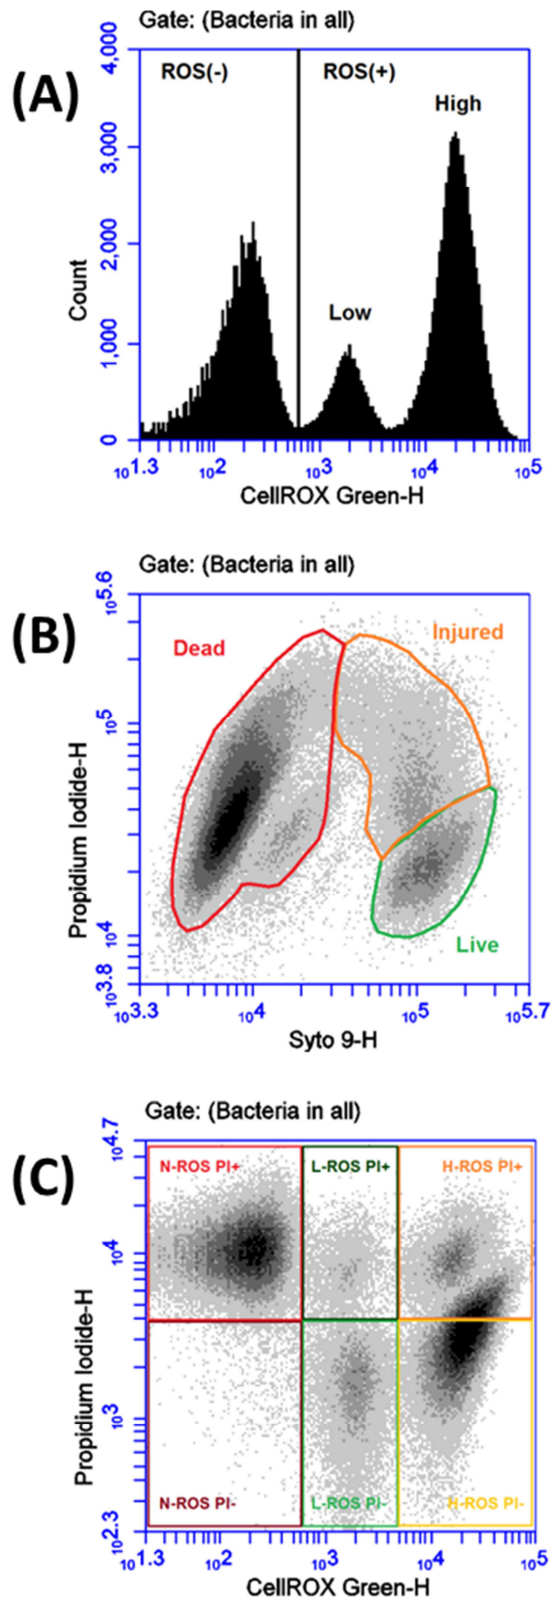 Gate: (Bacteria in all)
(A)
4,000
3,000
2,000
1,000
0
Count
ROS(-)
ROS(+)
High
Low
10^1.3 10^2 10^3 10^4 10^5
CellROX Green-H
Gate: (Bacteria in all)
(B)
10^5.6
10^5
10^4
10^3.8
Propidium Iodide-H
Dead
Injured
Live
10^3.3 10^4 10^5 10^5.7
Syto 9-H
Gate: (Bacteria in all)
(C)
10^4.7
10^4
10^3
10^2.3
Propidium Iodide-H
N-ROS PI+
L-ROS PI+
H-ROS PI+
N-ROS PI-
L-ROS PI-
H-ROS PI-
10^1.3 10^2 10^3 10^4 10^5
CellROX Green-H